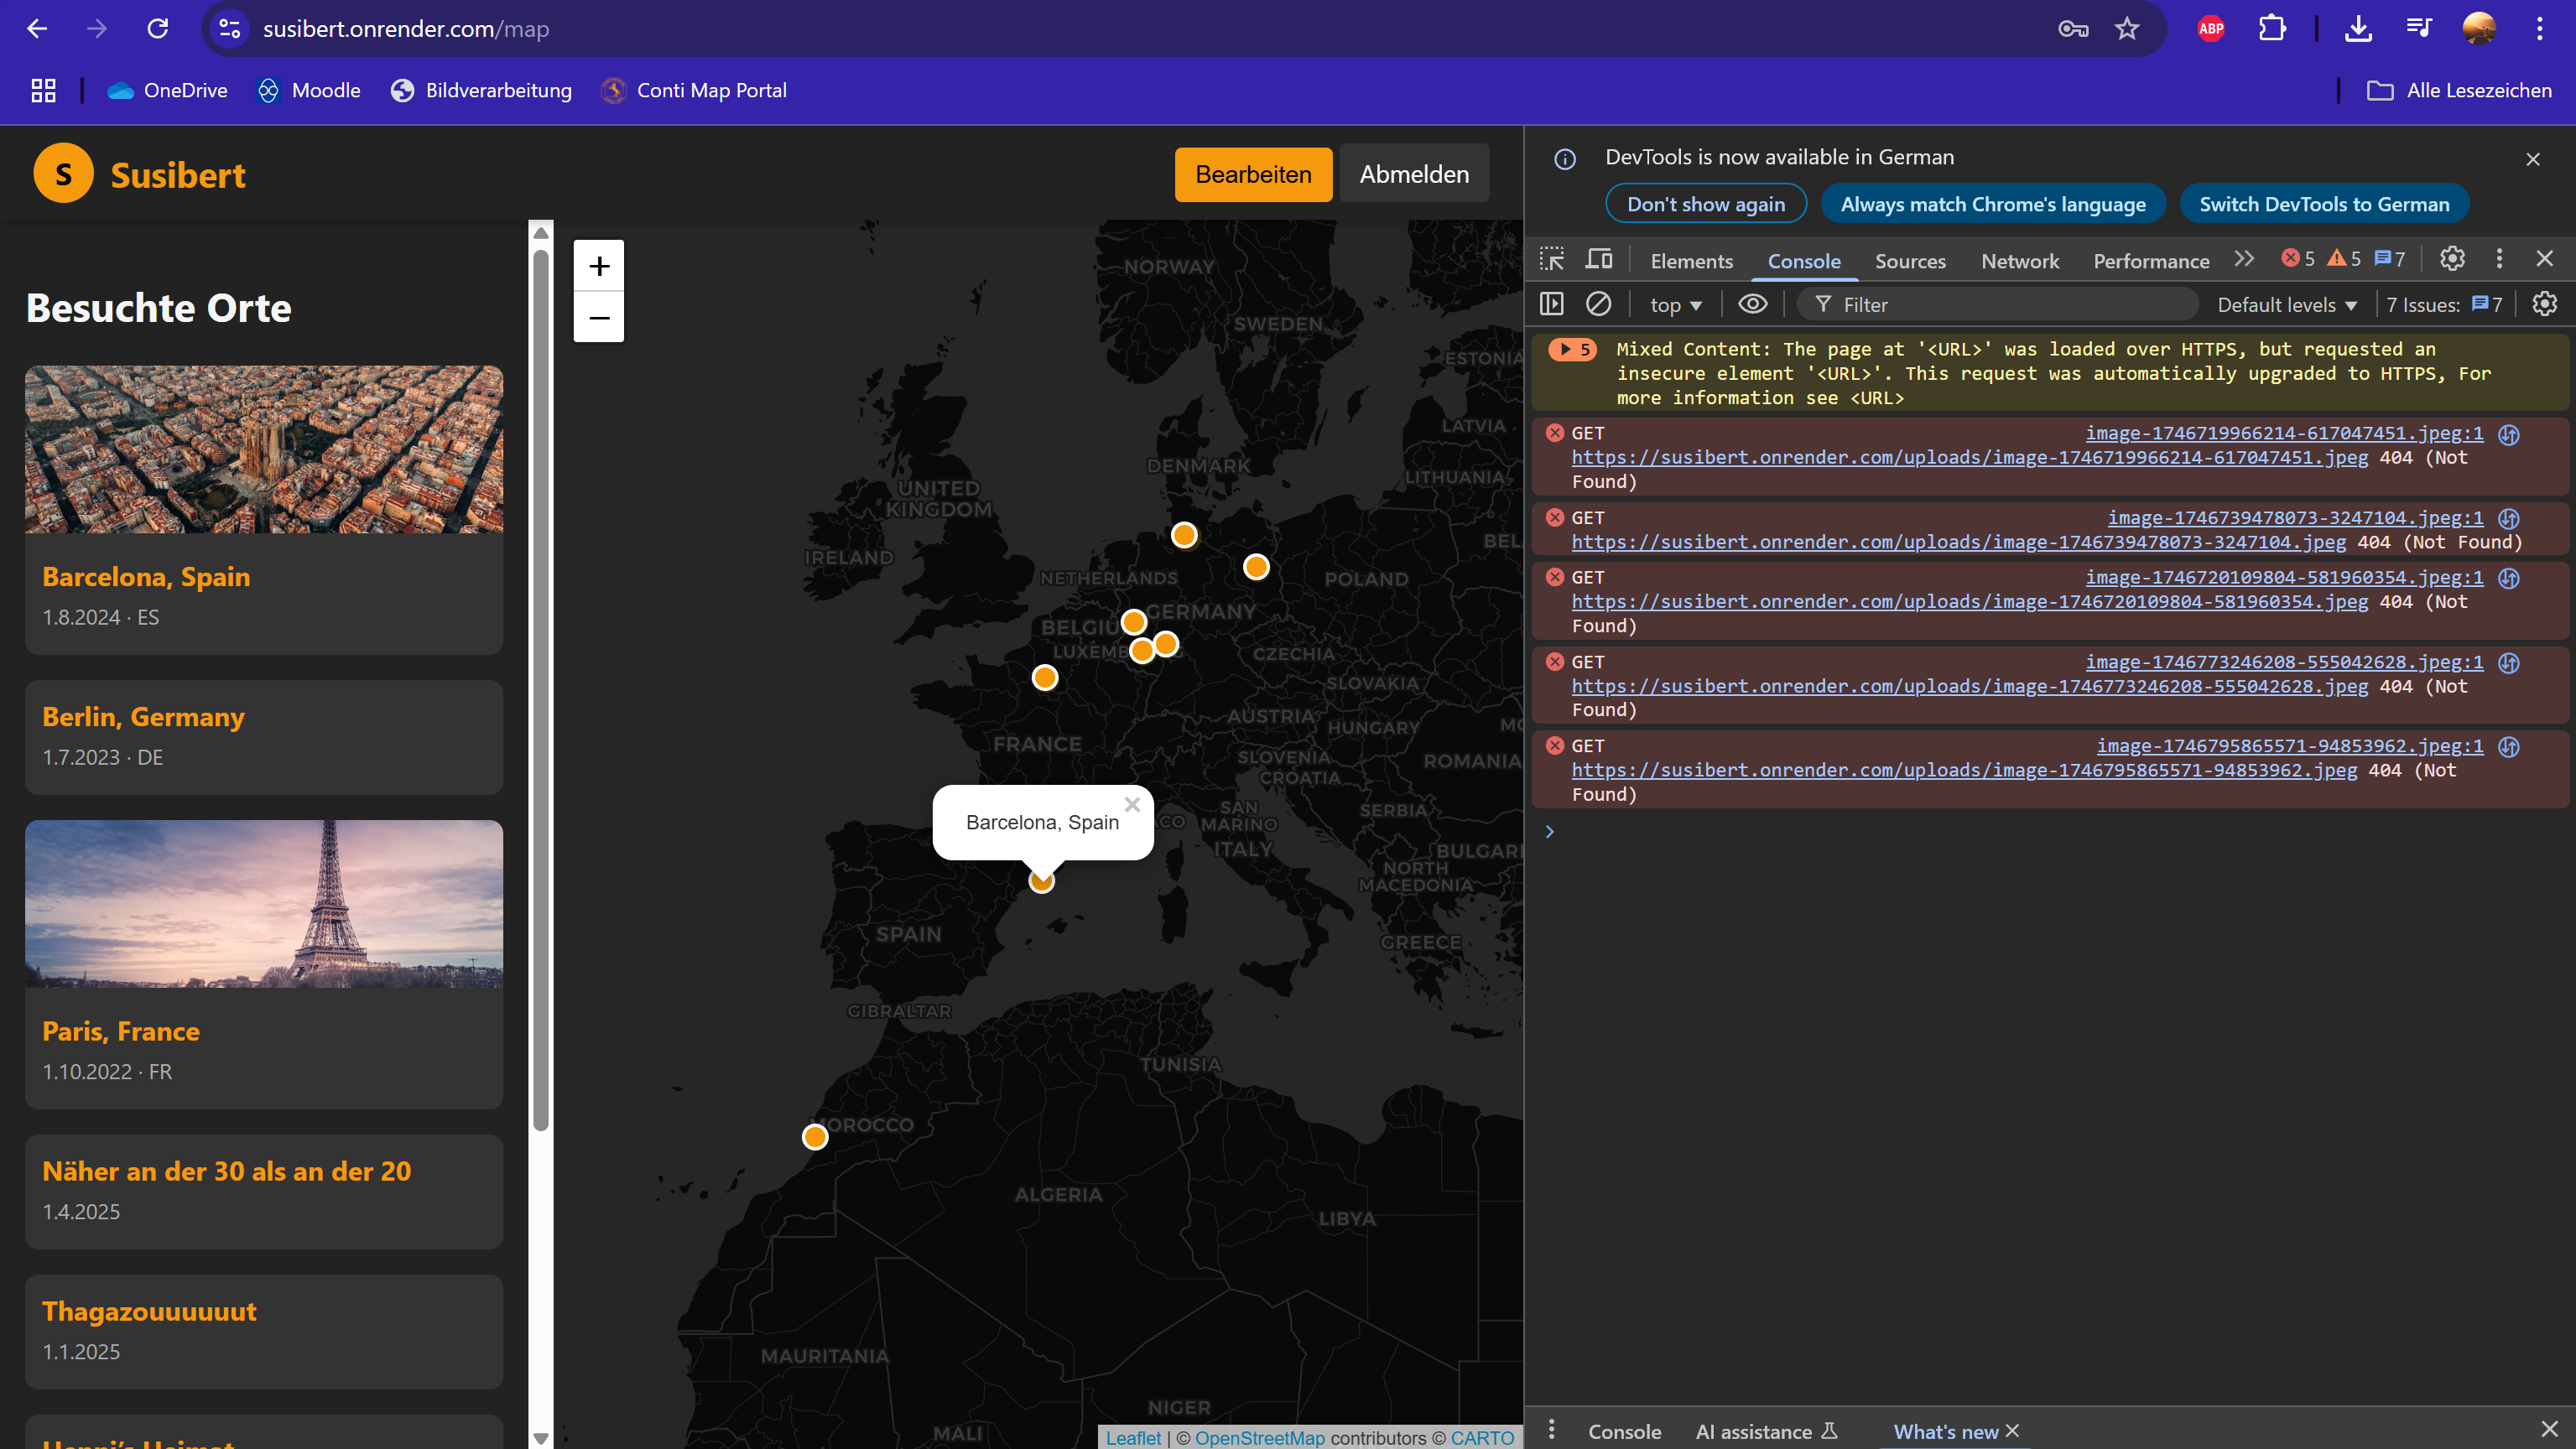 susibert.onrender.com/map
ABP
OneDrive
Moodle
Bildverarbeitung
Conti Map Portal
Alle Lesezeichen
S
Susibert
Bearbeiten
Abmelden
Besuchte Orte
Barcelona, Spain
1.8.2024 · ES
Berlin, Germany
1.7.2023 · DE
Paris, France
1.10.2022 · FR
Näher an der 30 als an der 20
1.4.2025
Thagazouuuuuut
1.1.2025
+
−
NORWAY
SWEDEN
ESTONIA
LATVIA
DENMARK
LITHUANIA
UNITED
KINGDOM
IRELAND
BEL
NETHERLANDS
POLAND
GERMANY
BELGIU
LUXEMB
CZECHIA
SLOVAKIA
AUSTRIA
HUNGARY
MO
FRANCE
SLOVENIA
CROATIA
ROMANIA
SAN
MARINO
SERBIA
CO
ITALY
BULGAR
NORTH
MACEDONIA
Barcelona, Spain
×
SPAIN
GREECE
GIBRALTAR
TUNISIA
MOROCCO
ALGERIA
LIBYA
MAURITANIA
NIGER
MALI
Leaflet | © OpenStreetMap contributors © CARTO
DevTools is now available in German
Don't show again
Always match Chrome's language
Switch DevTools to German
Elements
Console
Sources
Network
Performance
5
5
7
top
Filter
Default levels
7 Issues:
7
5
Mixed Content: The page at '<URL>' was loaded over HTTPS, but requested an
insecure element '<URL>'. This request was automatically upgraded to HTTPS, For
more information see <URL>
GET image-1746719966214-617047451.jpeg:1
https://susibert.onrender.com/uploads/image-1746719966214-617047451.jpeg 404 (Not
Found)
GET image-1746739478073-3247104.jpeg:1
https://susibert.onrender.com/uploads/image-1746739478073-3247104.jpeg 404 (Not Found)
GET image-1746720109804-581960354.jpeg:1
https://susibert.onrender.com/uploads/image-1746720109804-581960354.jpeg 404 (Not
Found)
GET image-1746773246208-555042628.jpeg:1
https://susibert.onrender.com/uploads/image-1746773246208-555042628.jpeg 404 (Not
Found)
GET image-1746795865571-94853962.jpeg:1
https://susibert.onrender.com/uploads/image-1746795865571-94853962.jpeg 404 (Not
Found)
Console
AI assistance
What's new